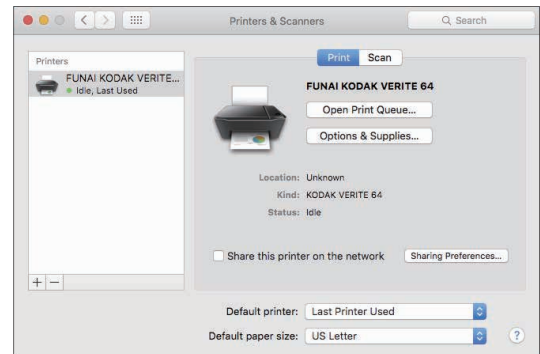 Printers & Scanners
Search
Printers
FUNAI KODAK VERITE...
Idle, Last Used
Print Scan
FUNAI KODAK VERITE 64
Open Print Queue...
Options & Supplies...
Location: Unknown
Kind: KODAK VERITE 64
Status: Idle
Share this printer on the network Sharing Preferences...
+ −
Default printer: Last Printer Used
Default paper size: US Letter
?